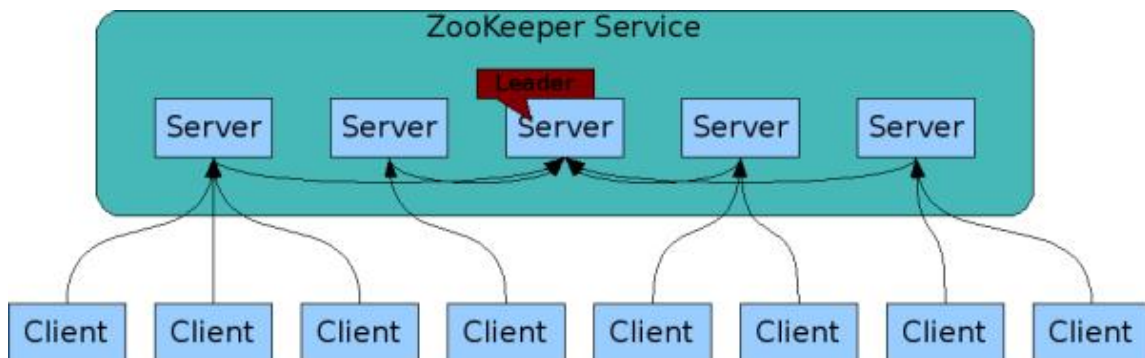 ZooKeeper Service
Leader
Server Server Server Server Server
Client Client Client Client Client Client Client Client